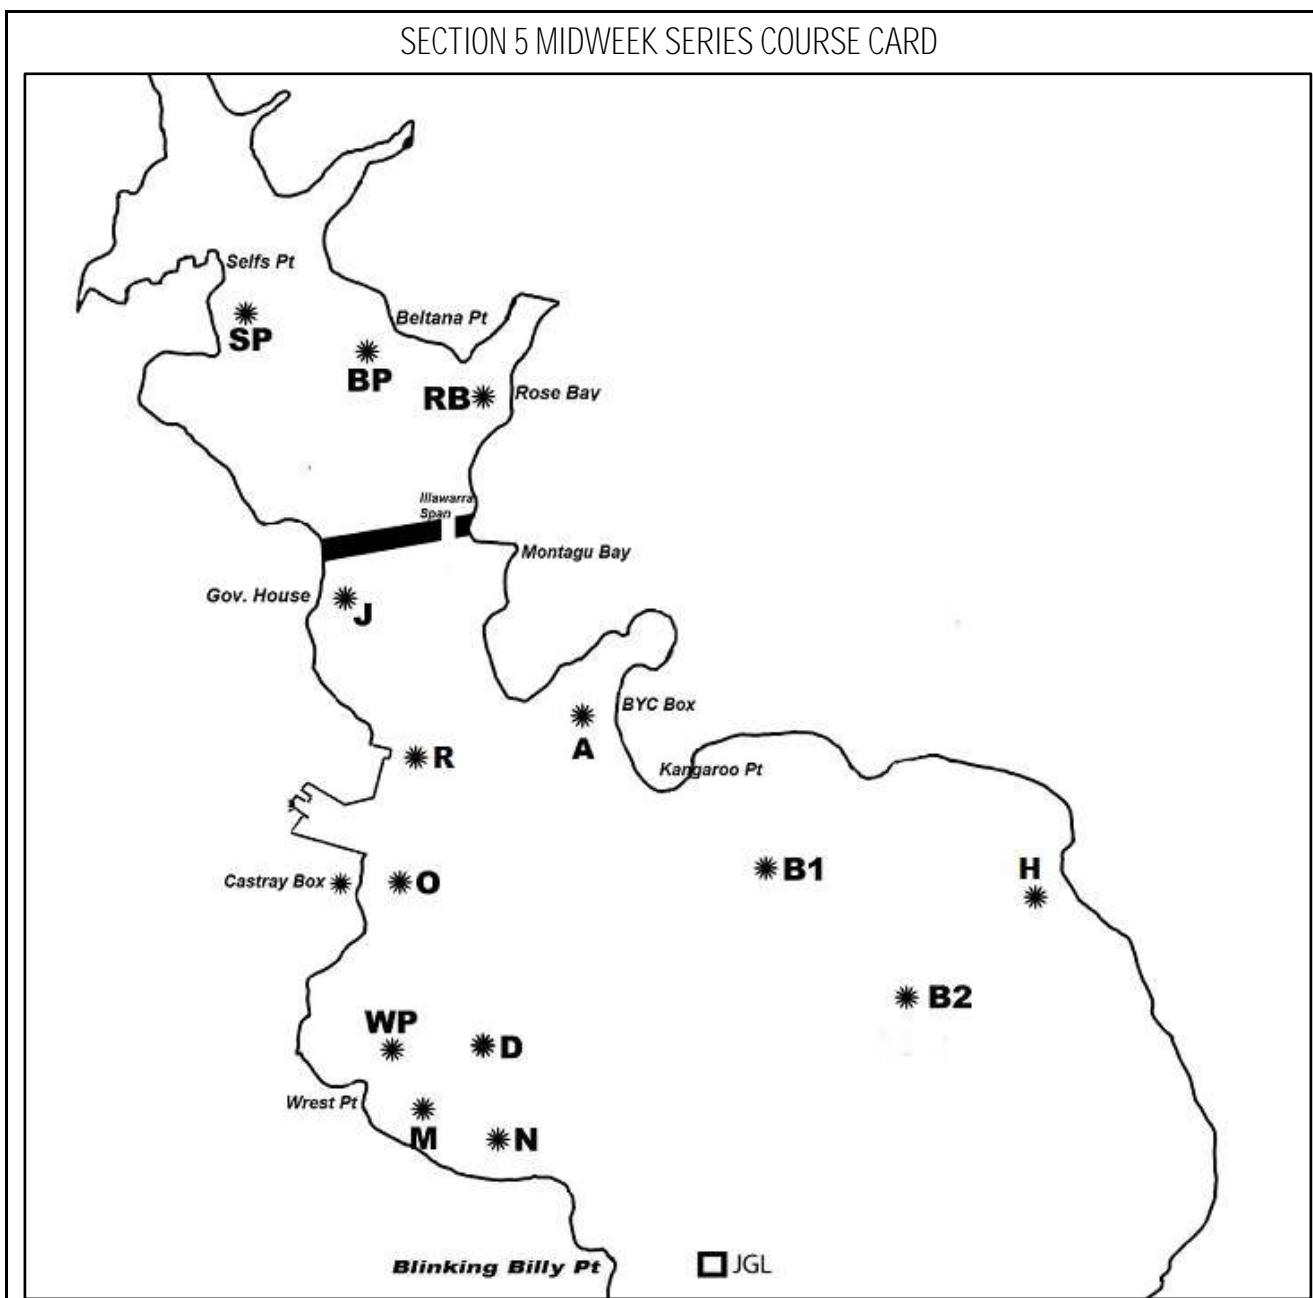 SECTION 5 MIDWEEK SERIES COURSE CARD
Selfs Pt
SP
Beltana Pt
BP
RB
Rose Bay
Illawarra
Span
Montagu Bay
Gov. House
J
BYC Box
A
R
Kangaroo Pt
B1
H
Castray Box
O
B2
WP
D
Wrest Pt
M
N
Blinking Billy Pt
JGL